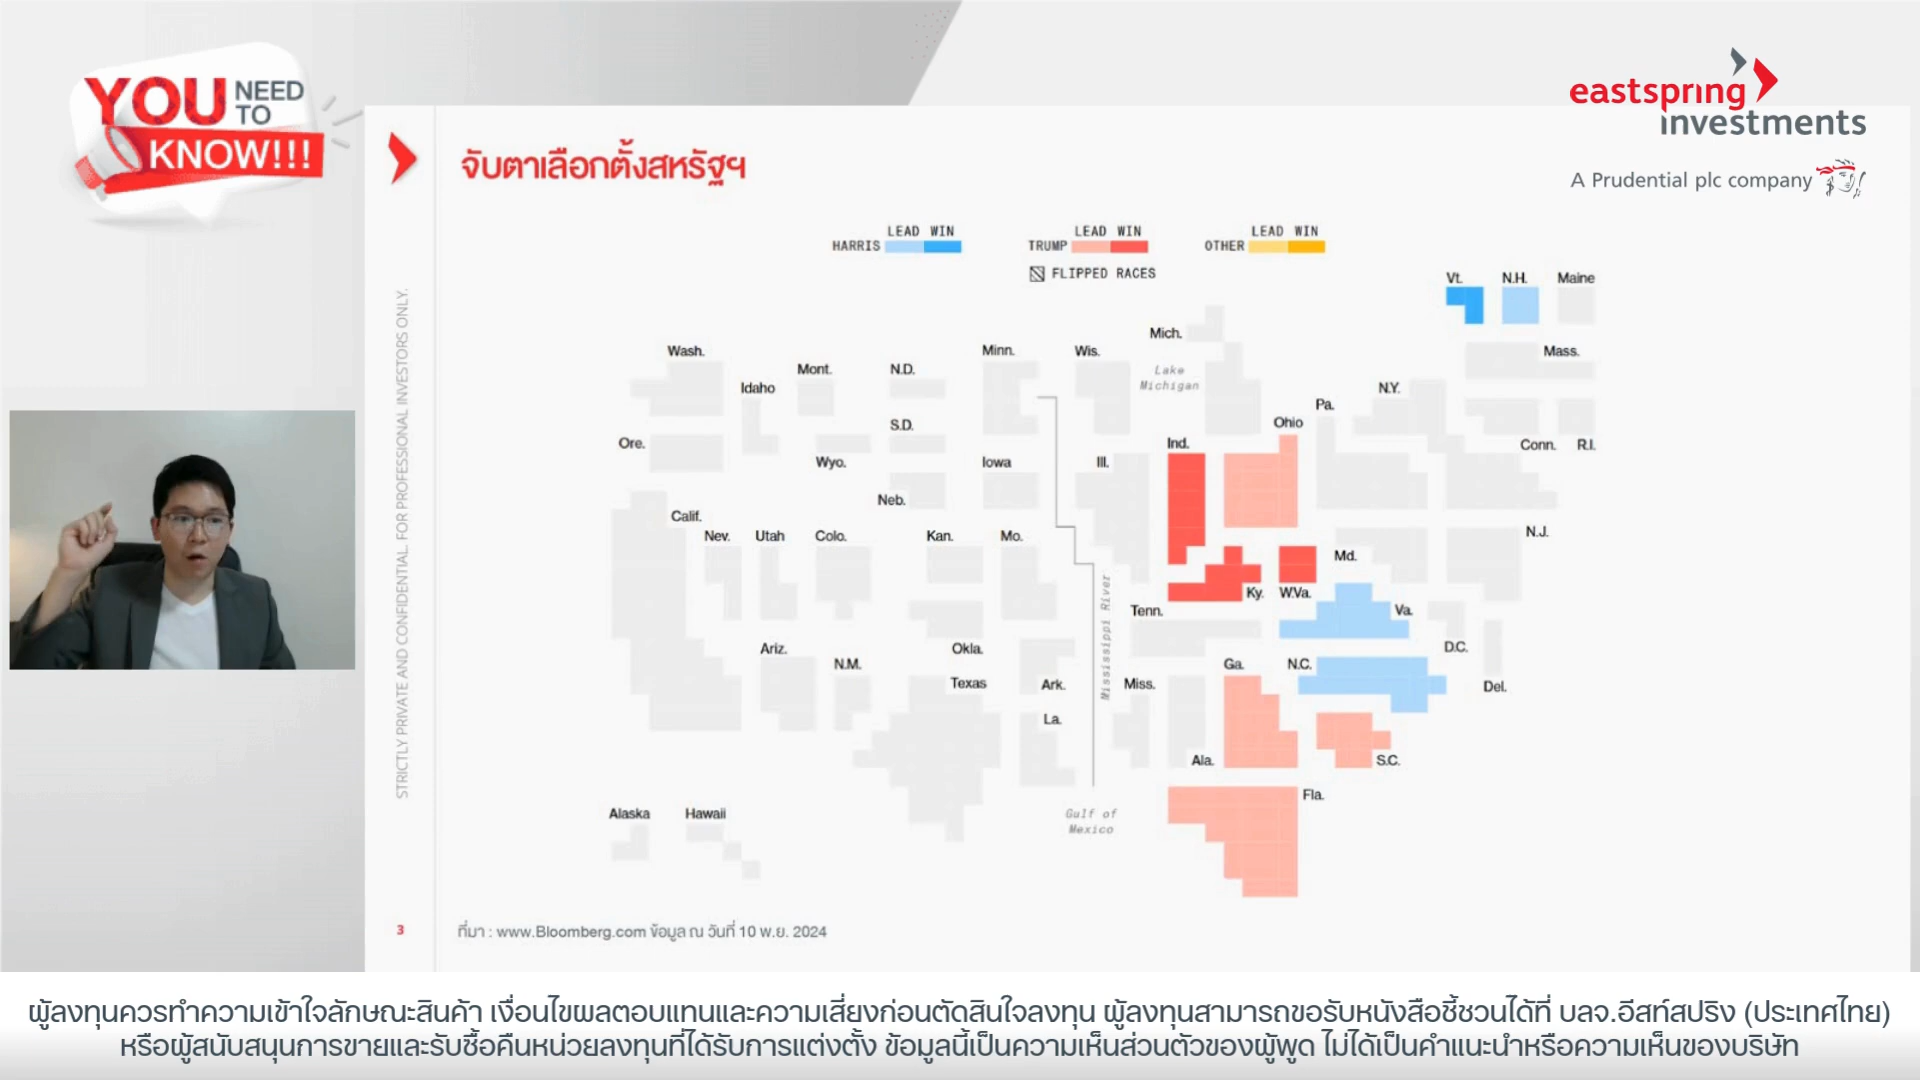 YOU NEED
TO
KNOW!!!
eastspring
investments
A Prudential plc company
จับตาเลือกตั้งสหรัฐฯ
STRICTLY PRIVATE AND CONFIDENTIAL. FOR PROFESSIONAL INVESTORS ONLY.
LEAD WIN
HARRIS
LEAD WIN
TRUMP
LEAD WIN
OTHER
FLIPPED RACES
Vt. N.H. Maine
Mich.
Wash. Minn. Wis. Mass.
Lake
Michigan
Mont. N.D.
Idaho N.Y.
Pa.
S.D. Ohio
Ore. Ind. Conn. R.I.
Wyo. Iowa Ill.
Neb.
Calif.
Nev. Utah Colo. Kan. Mo. N.J.
Md.
Mississippi River
Ky. W.Va.
Tenn. Va.
Ariz. Okla. D.C.
N.M. Ga. N.C.
Texas Ark. Miss. Del.
La.
Ala. S.C.
Fla.
Alaska Hawaii
Gulf of
Mexico
3
ที่มา : www.Bloomberg.com ข้อมูล ณ วันที่ 10 พ.ย. 2024
ผู้ลงทุนควรทำความเข้าใจลักษณะสินค้า เงื่อนไขผลตอบแทนและความเสี่ยงก่อนตัดสินใจลงทุน ผู้ลงทุนสามารถขอรับหนังสือชี้ชวนได้ที่ บลจ.อีสท์สปริง (ประเทศไทย)
หรือผู้สนับสนุนการขายและรับซื้อคืนหน่วยลงทุนที่ได้รับการแต่งตั้ง ข้อมูลนี้เป็นความเห็นส่วนตัวของผู้พูด ไม่ได้เป็นคำแนะนำหรือความเห็นของบริษัท